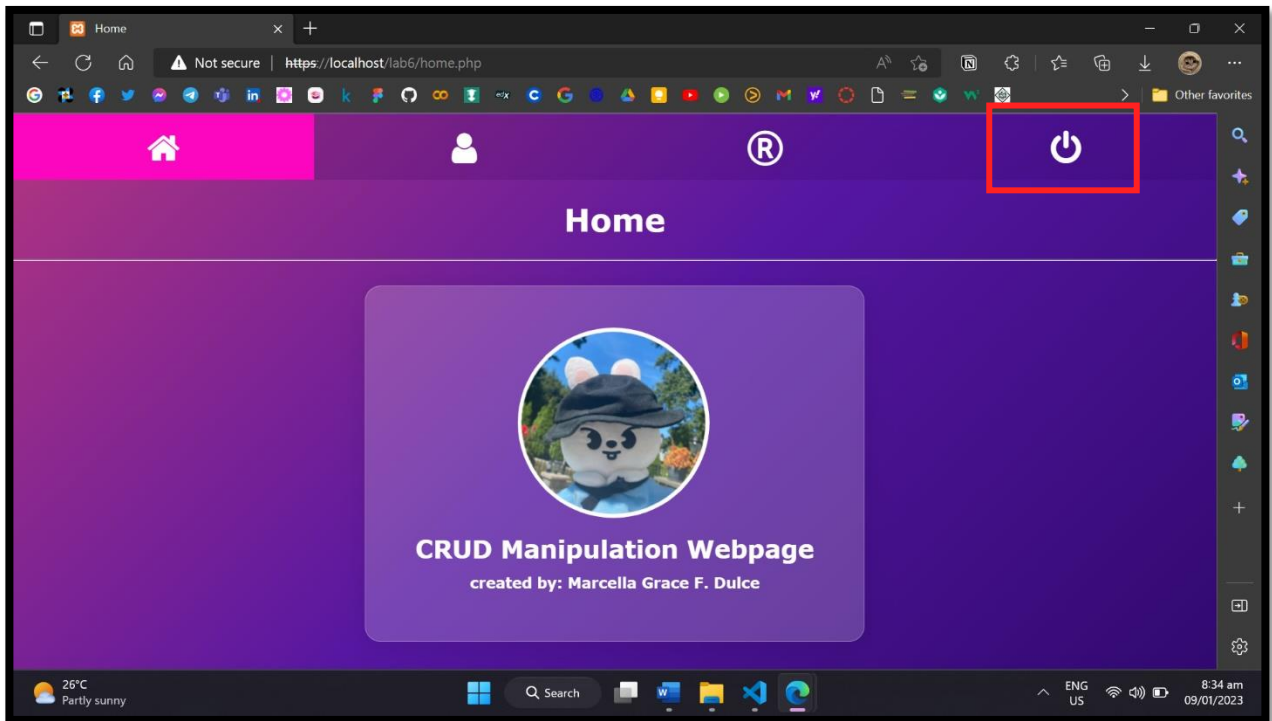 Home
Not secure
https://localhost/lab6/home.php
Other favorites
Home
CRUD Manipulation Webpage
created by: Marcella Grace F. Dulce
26°C
Partly sunny
Search
ENG
US
8:34 am
09/01/2023